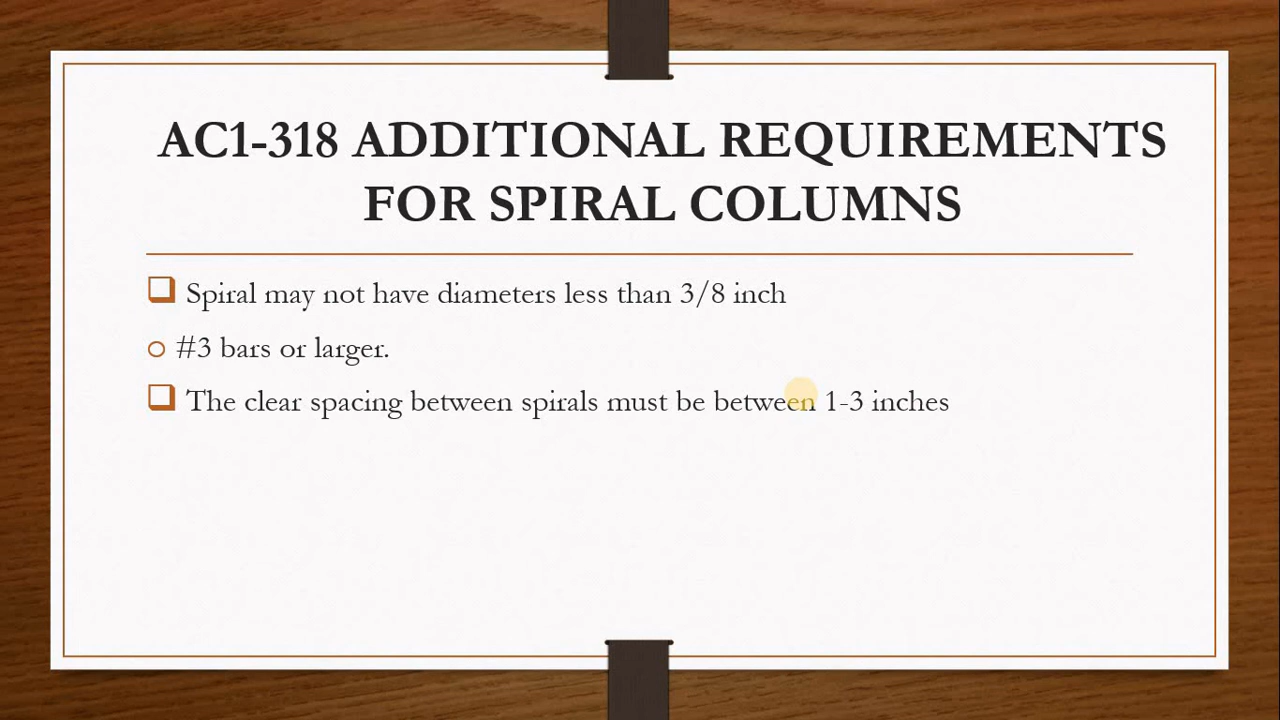 AC1-318 ADDITIONAL REQUIREMENTS
FOR SPIRAL COLUMNS
Spiral may not have diameters less than 3/8 inch
#3 bars or larger.
The clear spacing between spirals must be between 1-3 inches